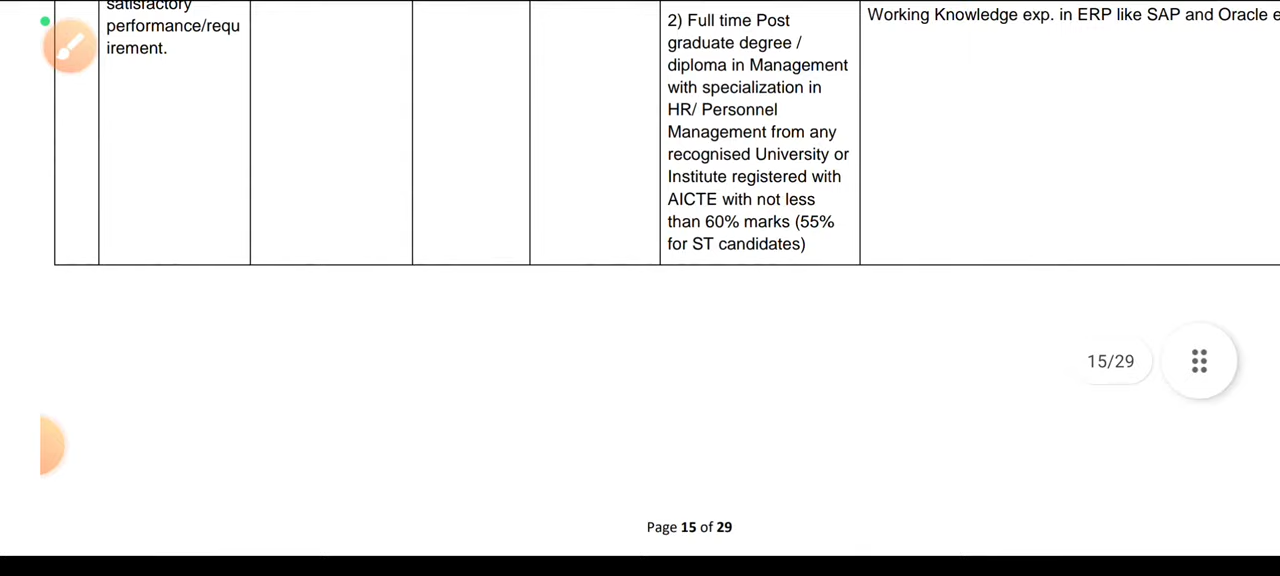 satisfactory
performance/requ
irement.
2) Full time Post
graduate degree /
diploma in Management
with specialization in
HR/ Personnel
Management from any
recognised University or
Institute registered with
AICTE with not less
than 60% marks (55%
for ST candidates)
Working Knowledge exp. in ERP like SAP and Oracle
15/29
Page 15 of 29